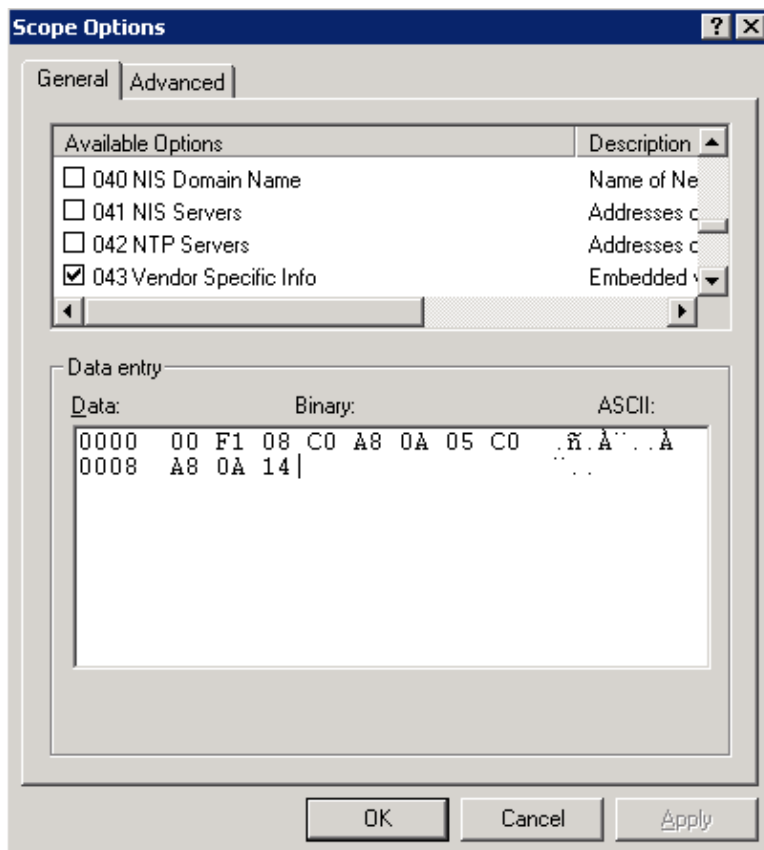 Scope Options
General Advanced
Available Options Description
040 NIS Domain Name Name of Ne
041 NIS Servers Addresses c
042 NTP Servers Addresses c
043 Vendor Specific Info Embedded
Data entry
Data: Binary: ASCII:
0000 00 F1 08 C0 A8 0A 05 C0 .ñ.À¨..À
0008 A8 0A 14 ¨..
OK Cancel Apply